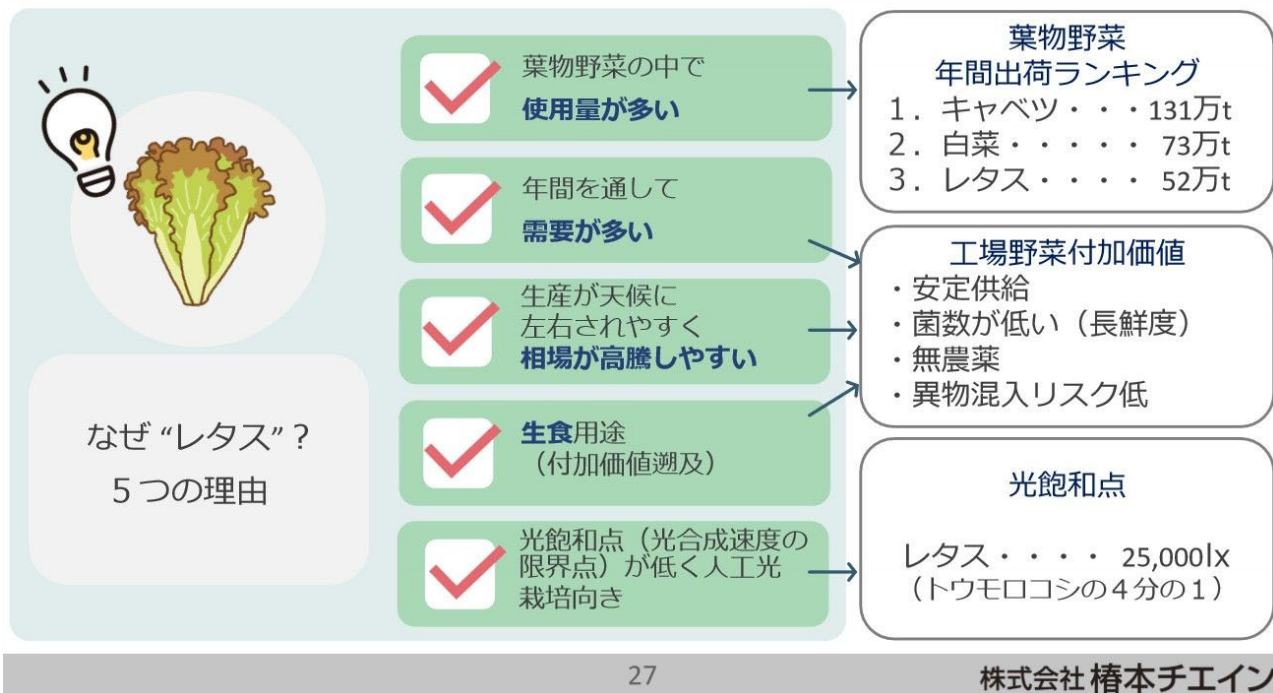 なぜ “レタス”？
５つの理由
葉物野菜の中で
使用量が多い
年間を通して
需要が多い
生産が天候に
左右されやすく
相場が高騰しやすい
生食用途
（付加価値遡及）
光飽和点（光合成速度の
限界点）が低く人工光
栽培向き
葉物野菜
年間出荷ランキング
1．キャベツ・・・131万t
2．白菜・・・・・ 73万t
3．レタス・・・・ 52万t
工場野菜付加価値
・安定供給
・菌数が低い（長鮮度）
・無農薬
・異物混入リスク低
光飽和点
レタス・・・・ 25,000lx
（トウモロコシの４分の１）
27
株式会社 椿本チエイン